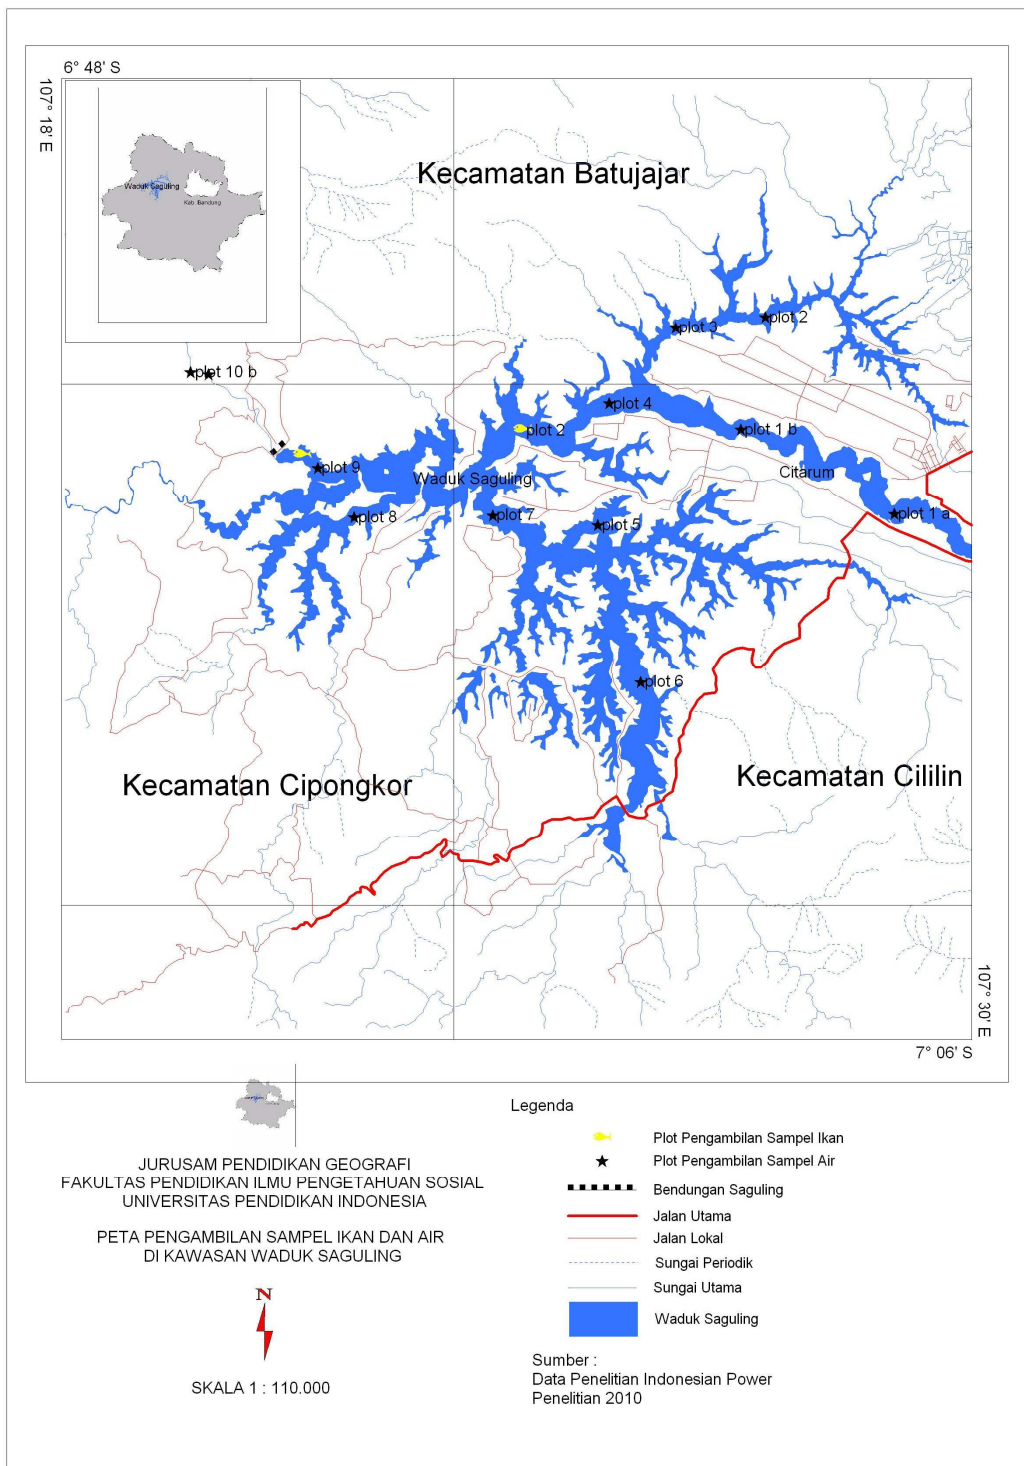 6° 48' S
107° 18' E
Kecamatan Batujajar
Waduk Saguling
Kab. Bandung
plot 2
plot 3
plot 10 b
plot 4
plot 2
plot 1 b
plot 9
Waduk Saguling
Citarum
plot 8
plot 7
plot 5
plot 1 a
plot 6
Kecamatan Cipongkor
Kecamatan Cililin
107° 30' E
7° 06' S
Legenda
Plot Pengambilan Sampel Ikan
Plot Pengambilan Sampel Air
Bendungan Saguling
Jalan Utama
Jalan Lokal
Sungai Periodik
Sungai Utama
Waduk Saguling
Sumber :
Data Penelitian Indonesian Power
Penelitian 2010
JURUSAM PENDIDIKAN GEOGRAFI
FAKULTAS PENDIDIKAN ILMU PENGETAHUAN SOSIAL
UNIVERSITAS PENDIDIKAN INDONESIA
PETA PENGAMBILAN SAMPEL IKAN DAN AIR
DI KAWASAN WADUK SAGULING
N
SKALA 1 : 110.000